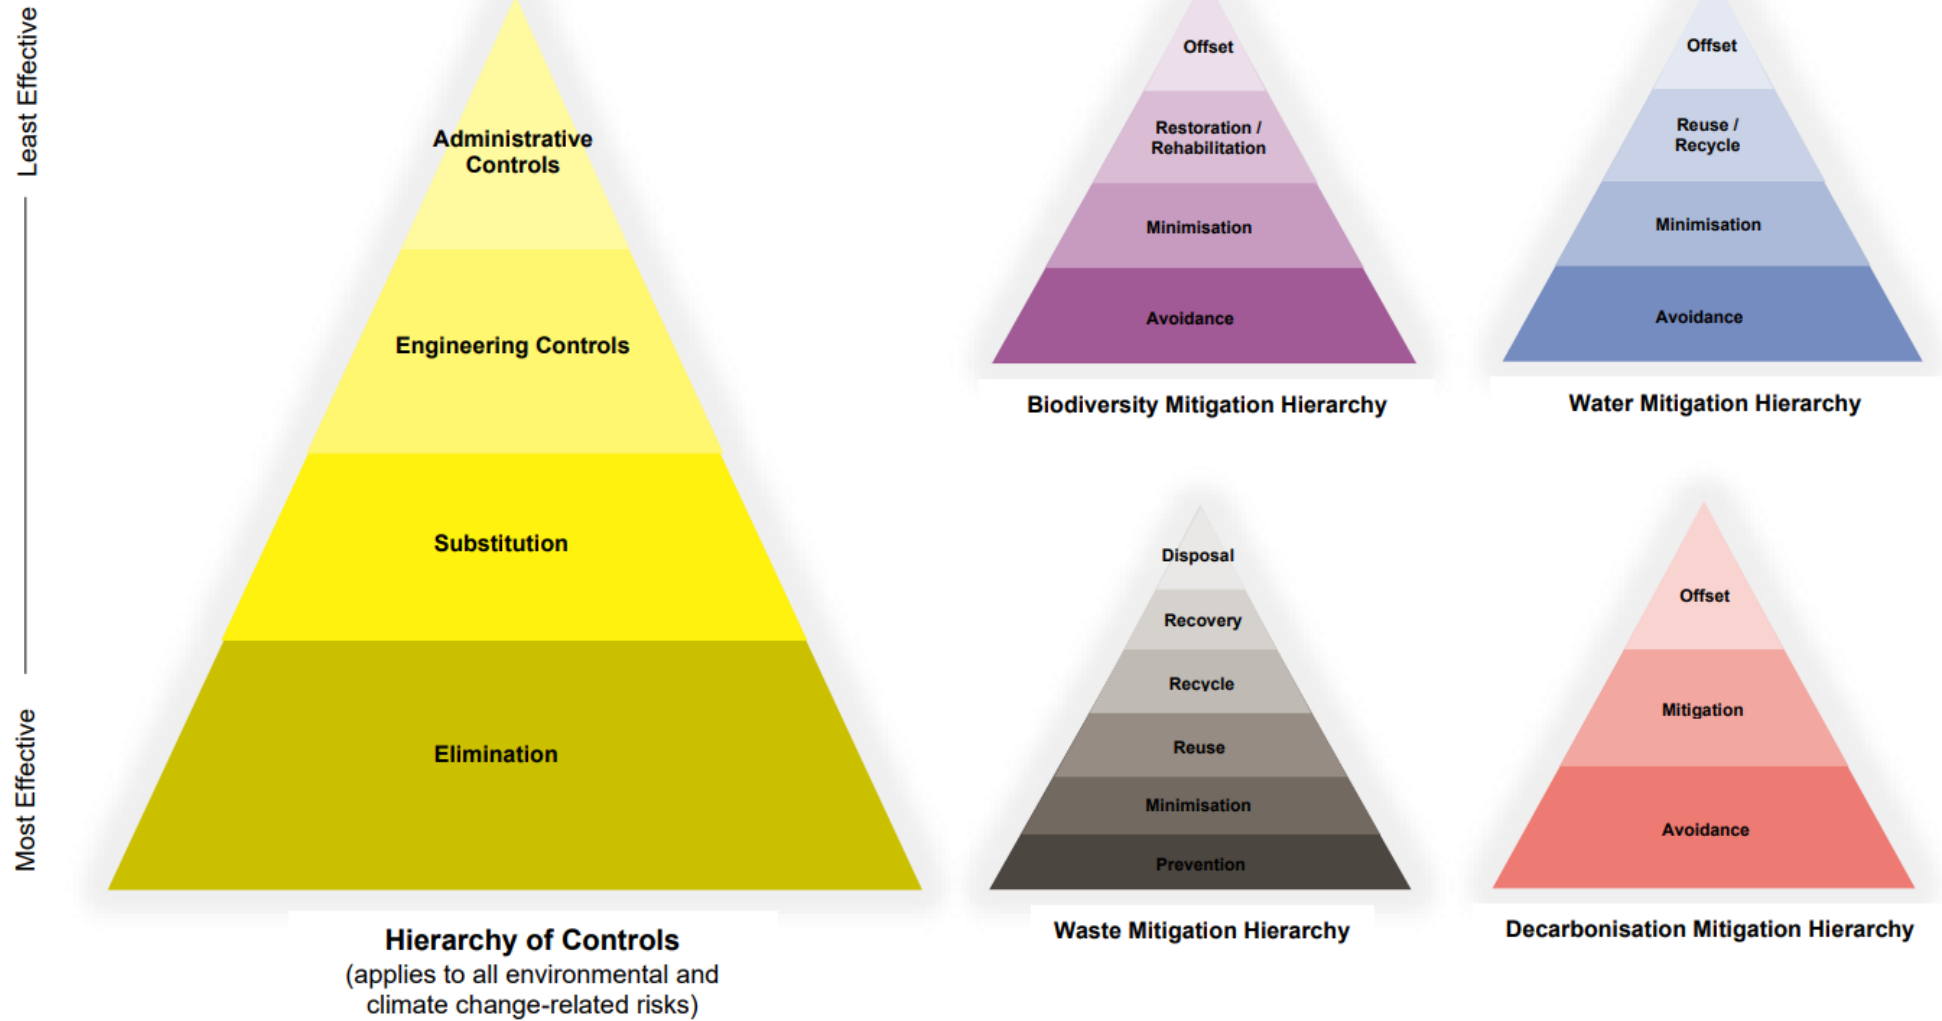 Least Effective
Most Effective
Administrative
Controls
Engineering Controls
Substitution
Elimination
Hierarchy of Controls
(applies to all environmental and
climate change-related risks)
Offset
Restoration /
Rehabilitation
Minimisation
Avoidance
Biodiversity Mitigation Hierarchy
Offset
Reuse /
Recycle
Minimisation
Avoidance
Water Mitigation Hierarchy
Disposal
Recovery
Recycle
Reuse
Minimisation
Prevention
Waste Mitigation Hierarchy
Offset
Mitigation
Avoidance
Decarbonisation Mitigation Hierarchy